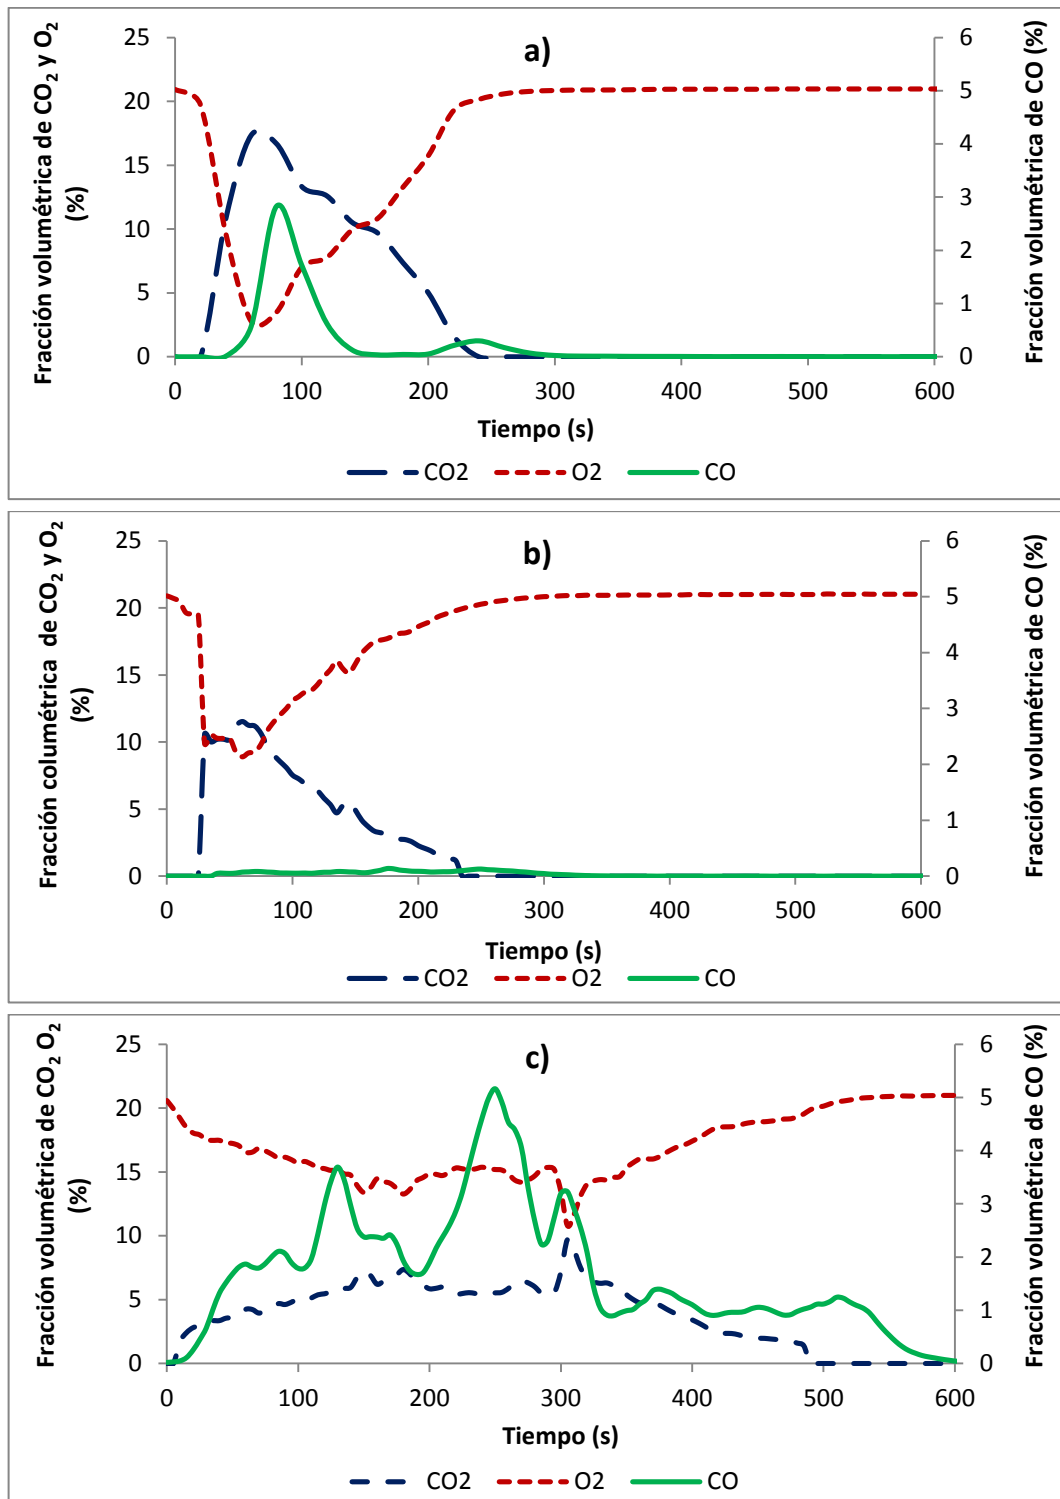 a)
Fracción volumétrica de CO2 y O2
(%)
Fracción volumétrica de CO (%)
25
20
15
10
5
0
6
5
4
3
2
1
0
0 100 200 300 400 500 600
Tiempo (s)
CO2 O2 CO
b)
Fracción columétrica de CO2 y O2
(%)
Fracción volumétrica de CO (%)
25
20
15
10
5
0
6
5
4
3
2
1
0
0 100 200 300 400 500 600
Tiempo (s)
CO2 O2 CO
c)
Fracción volumétrica de CO2 O2
(%)
Fracción volumétrica de CO (%)
25
20
15
10
5
0
6
5
4
3
2
1
0
0 100 200 300 400 500 600
Tiempo (s)
CO2 O2 CO